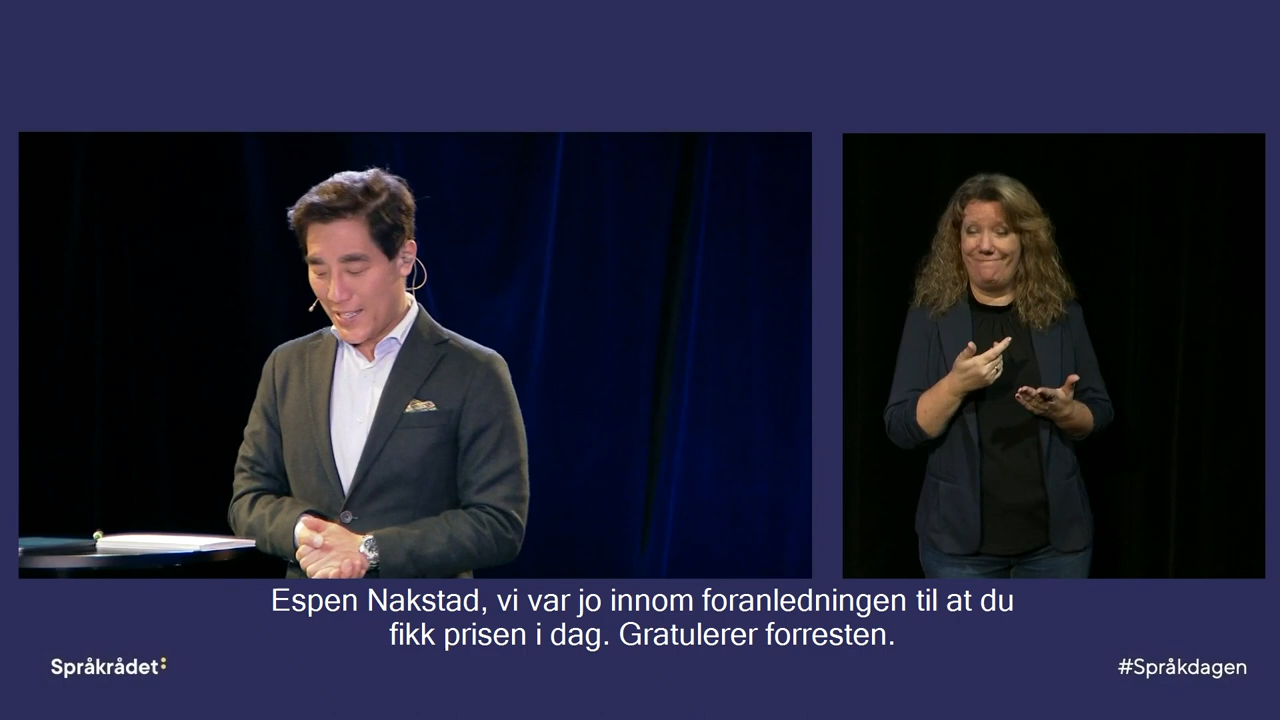 Espen Nakstad, vi var jo innom foranledningen til at du
fikk prisen i dag. Gratulerer forresten.
Språkrådet:
#Språkdagen